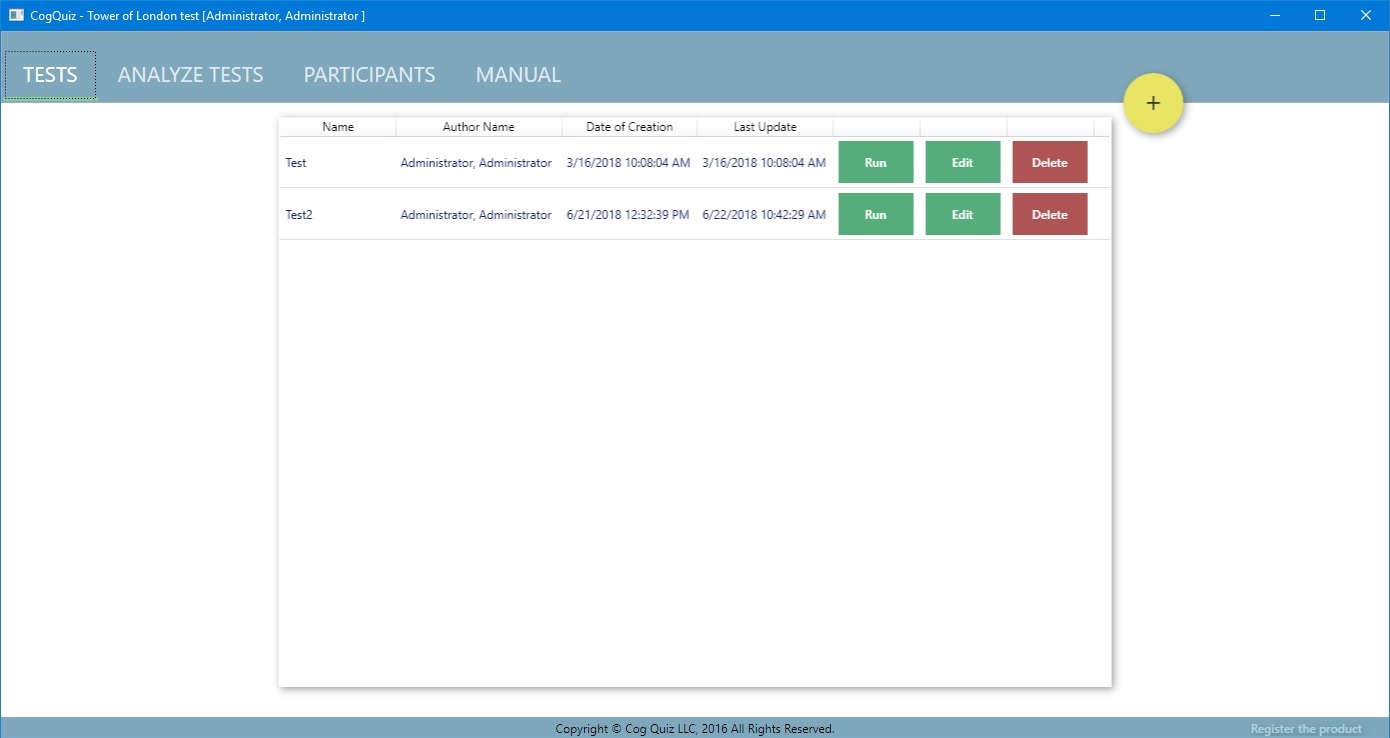 CogQuiz - Tower of London test [Administrator, Administrator ]
TESTS ANALYZE TESTS PARTICIPANTS MANUAL
+
Name Author Name Date of Creation Last Update
Test Administrator, Administrator 3/16/2018 10:08:04 AM 3/16/2018 10:08:04 AM Run Edit Delete
Test2 Administrator, Administrator 6/21/2018 12:32:39 PM 6/22/2018 10:42:29 AM Run Edit Delete
Copyright © Cog Quiz LLC, 2016 All Rights Reserved. Register the product